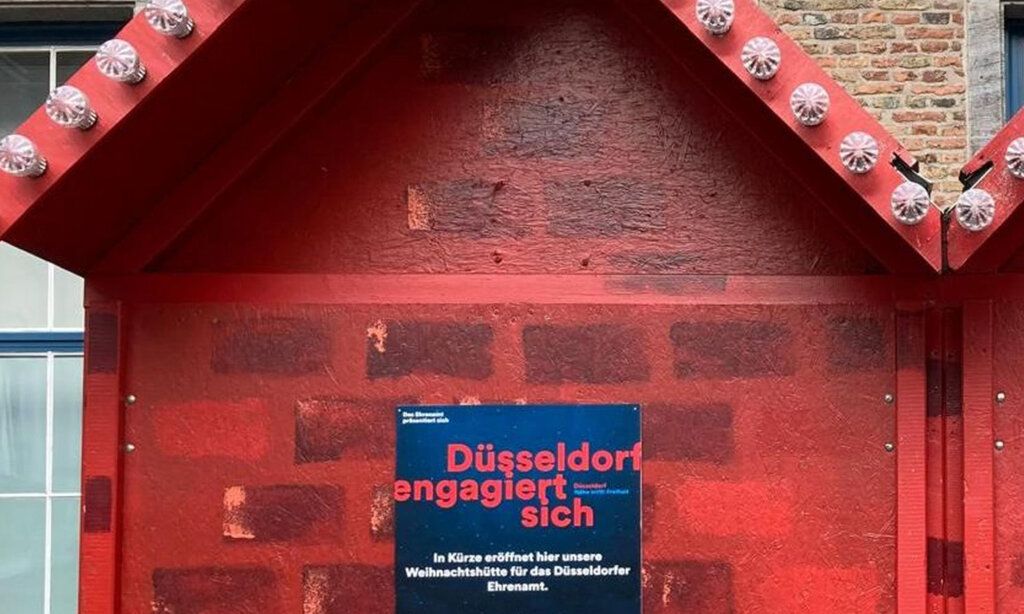 Das Ehrenamt
präsentiert sich
Düsseldorf
engagiert
Düsseldorf
Nähe trifft Freiheit
sich
In Kürze eröffnet hier unsere
Weihnachtshütte für das Düsseldorfer
Ehrenamt.